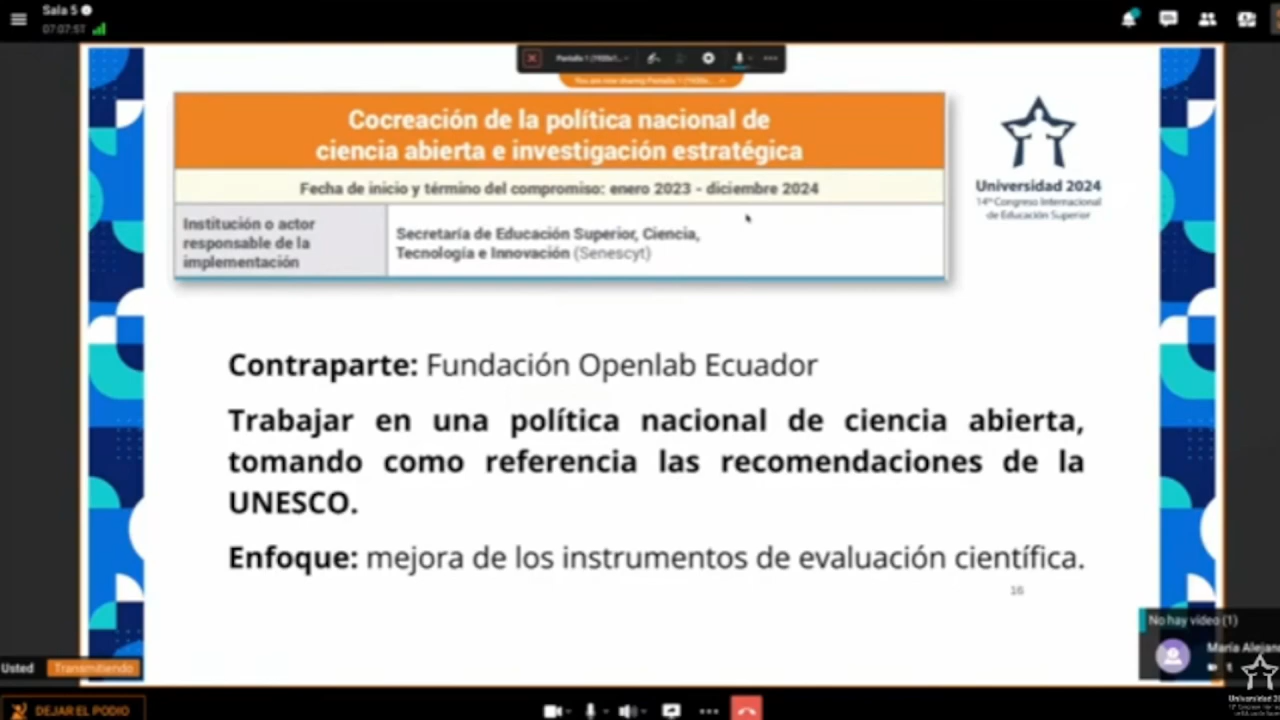 Sala 5
07:07:57
Cocreación de la política nacional de
ciencia abierta e investigación estratégica
Fecha de inicio y término del compromiso: enero 2023 - diciembre 2024
Institución o actor
responsable de la
implementación
Secretaría de Educación Superior, Ciencia,
Tecnología e Innovación (Senescyt)
Universidad 2024
14º Congreso Internacional
de Educación Superior
Contraparte: Fundación Openlab Ecuador
Trabajar en una política nacional de ciencia abierta,
tomando como referencia las recomendaciones de la
UNESCO.
Enfoque: mejora de los instrumentos de evaluación científica.
16
No hay vídeo (1)
María Alejan
Usted
Transmitiendo
DEJAR EL PODIO